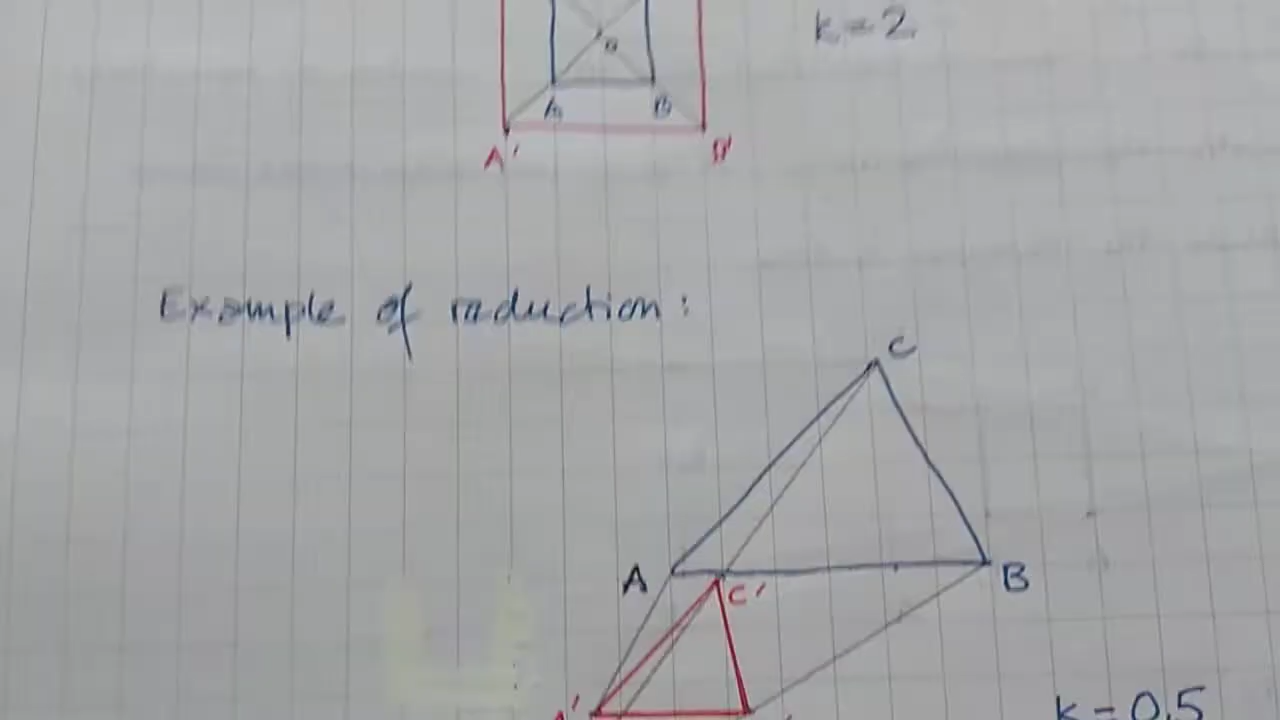 k = 2
A B
A' B'
Example of reduction:
C
A B
C'
A'
k = 0.5